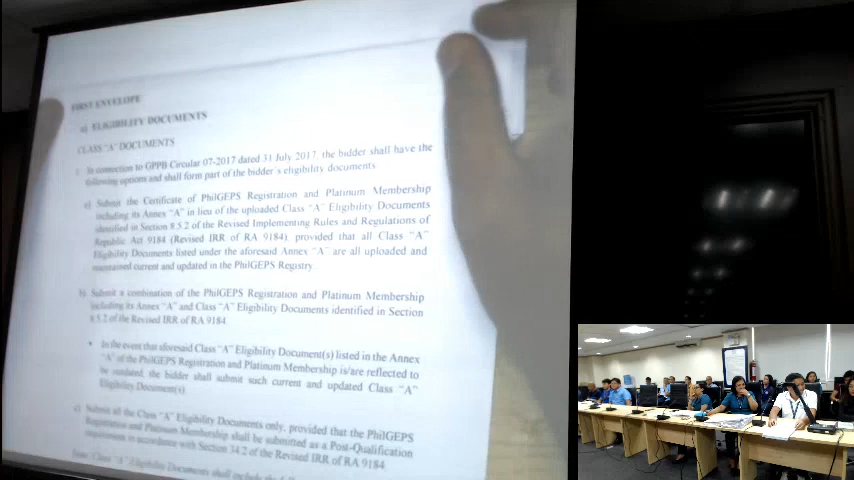 FIRST ENVELOPE
a) ELIGIBILITY DOCUMENTS
CLASS "A" DOCUMENTS
In connection to GPPB Circular 07-2017 dated 31 July 2017, the bidder shall have the
following options and shall form part of the bidder's eligibility documents
Submit the Certificate of PhilGEPS Registration and Platinum Membership
including its Annex "A" in lieu of the uploaded Class "A" Eligibility Documents
identified in Section 8.5.2 of the Revised Implementing Rules and Regulations of
Republic Act 9184 (Revised IRR of RA 9184), provided that all Class "A"
Eligibility Documents listed under the aforesaid Annex "A" are all uploaded and
maintained current and updated in the PhilGEPS Registry.
b) Submit a combination of the PhilGEPS Registration and Platinum Membership
including its Annex "A" and Class "A" Eligibility Documents identified in Section
8.5.2 of the Revised IRR of RA 9184
• In the event that aforesaid Class "A" Eligibility Document(s) listed in the Annex
"A" of the PhilGEPS Registration and Platinum Membership is/are reflected to
be outdated, the bidder shall submit such current and updated Class "A"
Eligibility Document(s).
c) Submit all the Class "A" Eligibility Documents only, provided that the PhilGEPS
Registration and Platinum Membership shall be submitted as a Post-Qualification
requirement in accordance with Section 34.2 of the Revised IRR of RA 9184
Class "A" Eligibility Documents shall include the